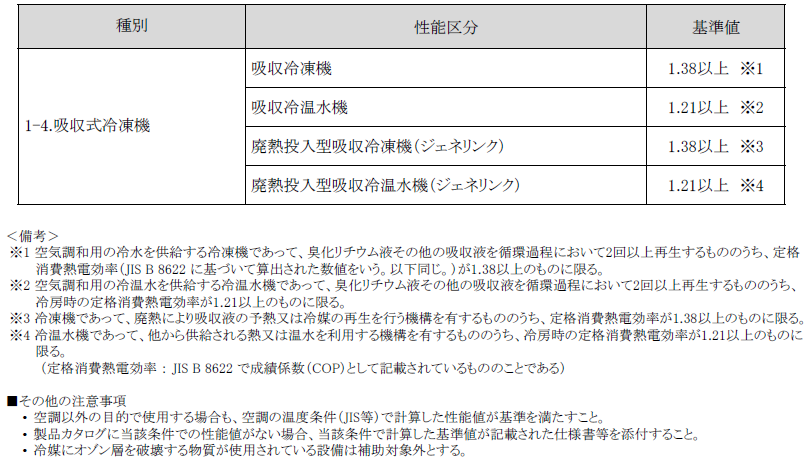 種別 性能区分 基準値
1-4.吸収式冷凍機
吸収冷凍機 1.38以上 ※1
吸収冷温水機 1.21以上 ※2
廃熱投入型吸収冷凍機(ジェネリンク) 1.38以上 ※3
廃熱投入型吸収冷温水機(ジェネリンク) 1.21以上 ※4
<備考>
※1 空気調和用の冷水を供給する冷凍機であって、臭化リチウム液その他の吸収液を循環過程において2回以上再生するもののうち、定格
消費熱電効率(JIS B 8622 に基づいて算出された数値をいう。以下同じ。)が1.38以上のものに限る。
※2 空気調和用の冷温水を供給する冷温水機であって、臭化リチウム液その他の吸収液を循環過程において2回以上再生するもののうち、
冷房時の定格消費熱電効率が1.21以上のものに限る。
※3 冷凍機であって、廃熱により吸収液の予熱又は冷媒の再生を行う機構を有するもののうち、定格消費熱電効率が1.38以上のものに限る。
※4 冷温水機であって、他から供給される熱又は温水を利用する機構を有するもののうち、冷房時の定格消費熱電効率が1.21以上のものに
限る。
(定格消費熱電効率 : JIS B 8622 で成績係数(COP)として記載されているもののことである)
■その他の注意事項
・ 空調以外の目的で使用する場合も、空調の温度条件(JIS等)で計算した性能値が基準を満たすこと。
・ 製品カタログに当該条件での性能値がない場合、当該条件で計算した基準値が記載された仕様書等を添付すること。
・ 冷媒にオゾン層を破壊する物質が使用されている設備は補助対象外とする。